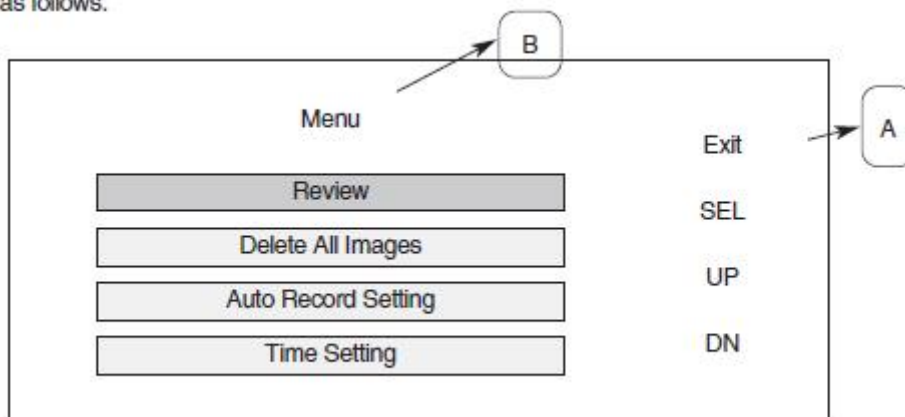 as follows.
B
Menu
A
Exit
Review
SEL
Delete All Images
UP
Auto Record Setting
DN
Time Setting